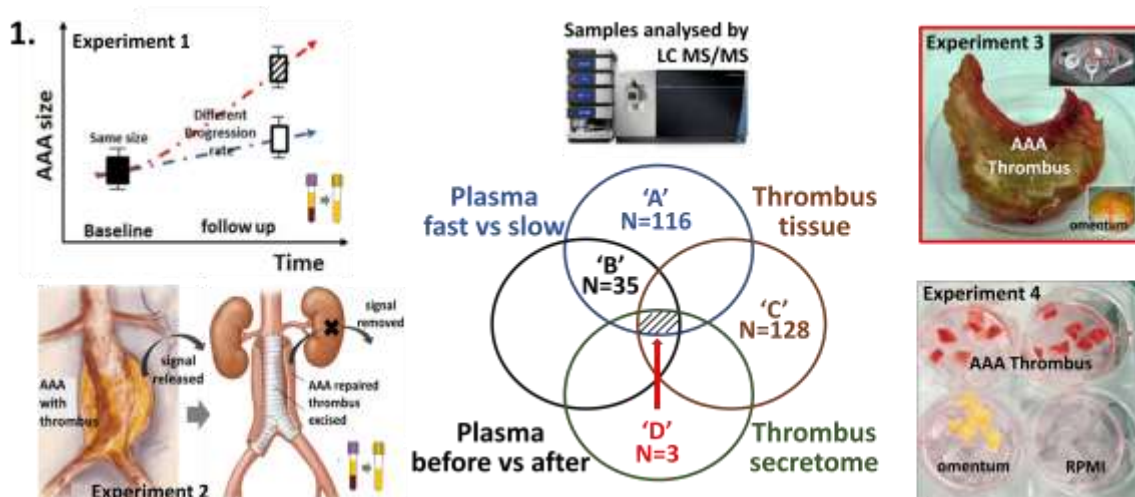 1.
Experiment 1
AAA size
Same size
Different
Progression
rate
Baseline
follow up
Time
Samples analysed by
LC MS/MS
Experiment 3
AAA
Thrombus
omentum
Plasma
fast vs slow
'A'
N=116
Thrombus
tissue
'B'
N=35
'C'
N=128
Plasma
before vs after
'D'
N=3
Thrombus
secretome
AAA
with
thrombus
signal
released
signal
removed
AAA repaired
thrombus
excised
Experiment 2
Experiment 4
AAA Thrombus
omentum
RPMI